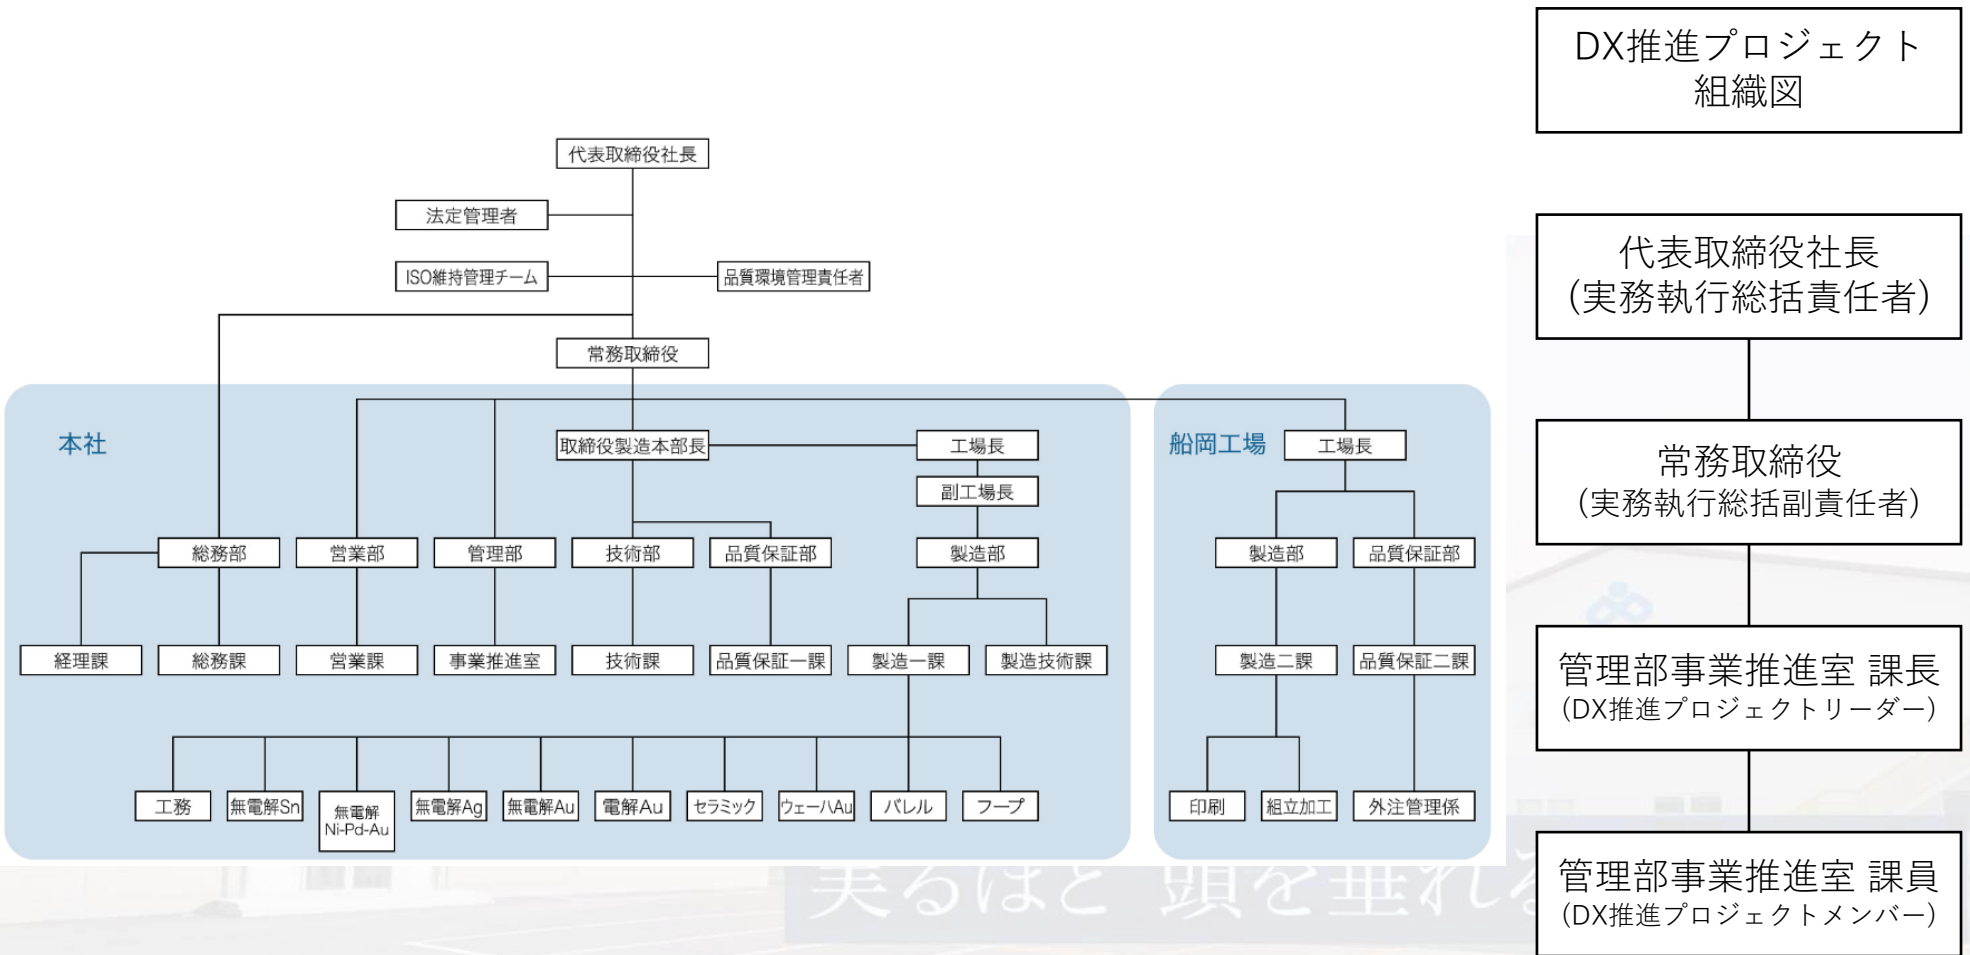 DX推進プロジェクト
組織図
代表取締役社長
法定管理者
ISO維持管理チーム
品質環境管理責任者
常務取締役
本社
取締役製造本部長
工場長
副工場長
総務部
営業部
管理部
技術部
品質保証部
製造部
経理課
総務課
営業課
事業推進室
技術課
品質保証一課
製造一課
製造技術課
工務
無電解Sn
無電解
Ni-Pd-Au
無電解Ag
無電解Au
電解Au
セラミック
ウェーハAu
バレル
フープ
船岡工場
工場長
製造部
品質保証部
製造二課
品質保証二課
印刷
組立加工
外注管理係
代表取締役社長
(実務執行総括責任者)
常務取締役
(実務執行総括副責任者)
管理部事業推進室 課長
(DX推進プロジェクトリーダー)
管理部事業推進室 課員
(DX推進プロジェクトメンバー)
実るほど 頭を垂れる